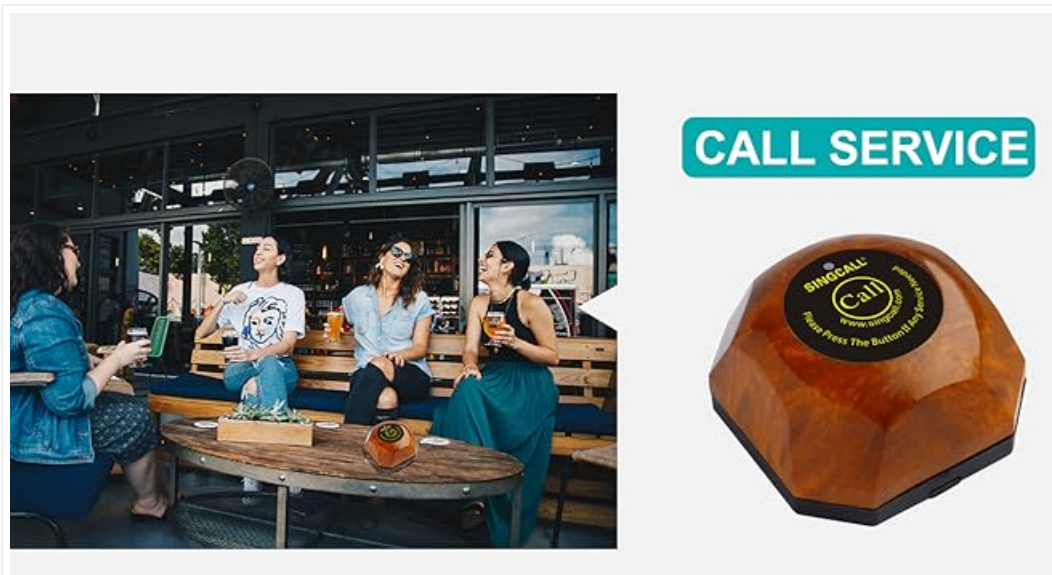 CALL SERVICE
SINGCALL®
Call
www.singcall.com
Please Press The Button If Any Service Needed